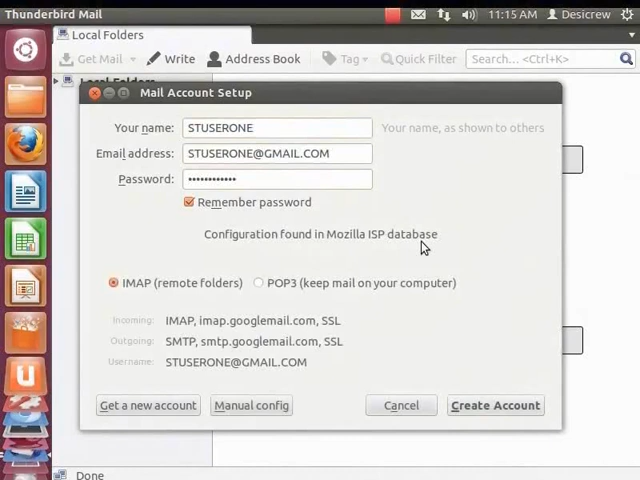 Thunderbird Mail 11:15 AM Desicrew
Local Folders
Get Mail Write Address Book Tag Quick Filter Search... <Ctrl+K>
Local Folders
Mail Account Setup
Your name: STUSERONE Your name, as shown to others
Email address: STUSERONE@GMAIL.COM
Password: ••••••••••••
Remember password
Configuration found in Mozilla ISP database
IMAP (remote folders) POP3 (keep mail on your computer)
Incoming: IMAP, imap.googlemail.com, SSL
Outgoing: SMTP, smtp.googlemail.com, SSL
Username: STUSERONE@GMAIL.COM
Get a new account Manual config Cancel Create Account
Done